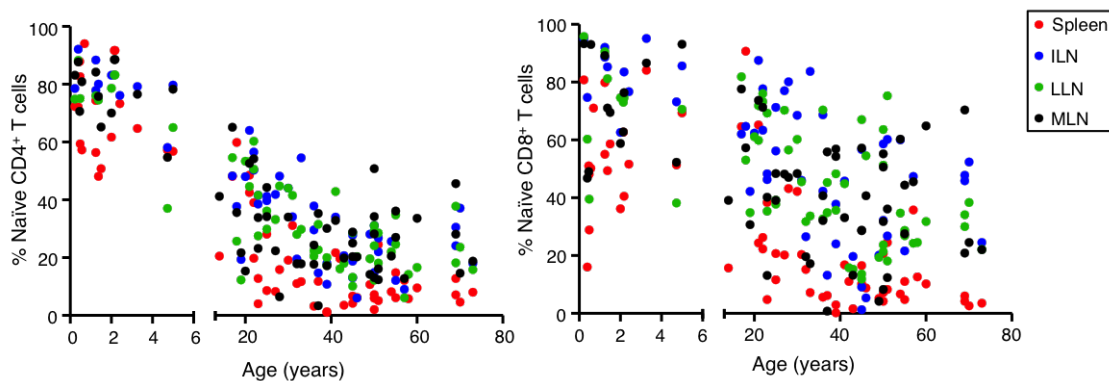 100
80
60
40
20
0
% Naïve CD4⁺ T cells
0 2 4 6 20 40 60 80
Age (years)
100
80
60
40
20
0
% Naïve CD8⁺ T cells
0 2 4 6 20 40 60 80
Age (years)
Spleen
ILN
LLN
MLN